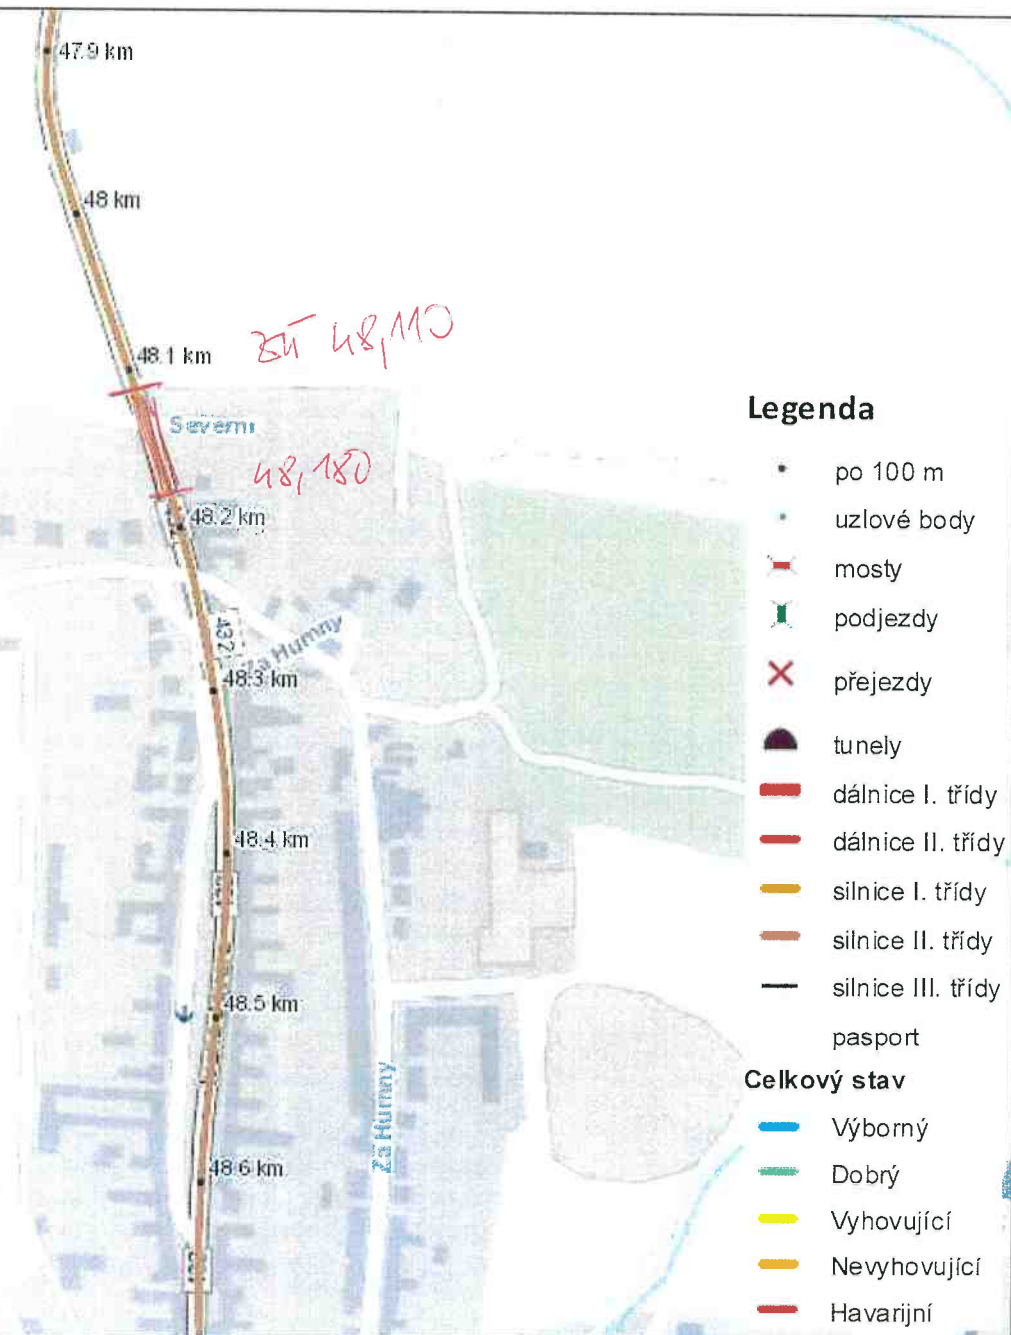 47.9 km
48 km
48.1 km
ZÚ 48,110
Severní
48,180
48.2 km
432
Za Humny
48.3 km
48.4 km
48.5 km
Za Humny
48.6 km
Legenda
po 100 m
uzlové body
mosty
podjezdy
přejezdy
tunely
dálnice I. třídy
dálnice II. třídy
silnice I. třídy
silnice II. třídy
silnice III. třídy
pasport
Celkový stav
Výborný
Dobrý
Vyhovující
Nevyhovující
Havarijní